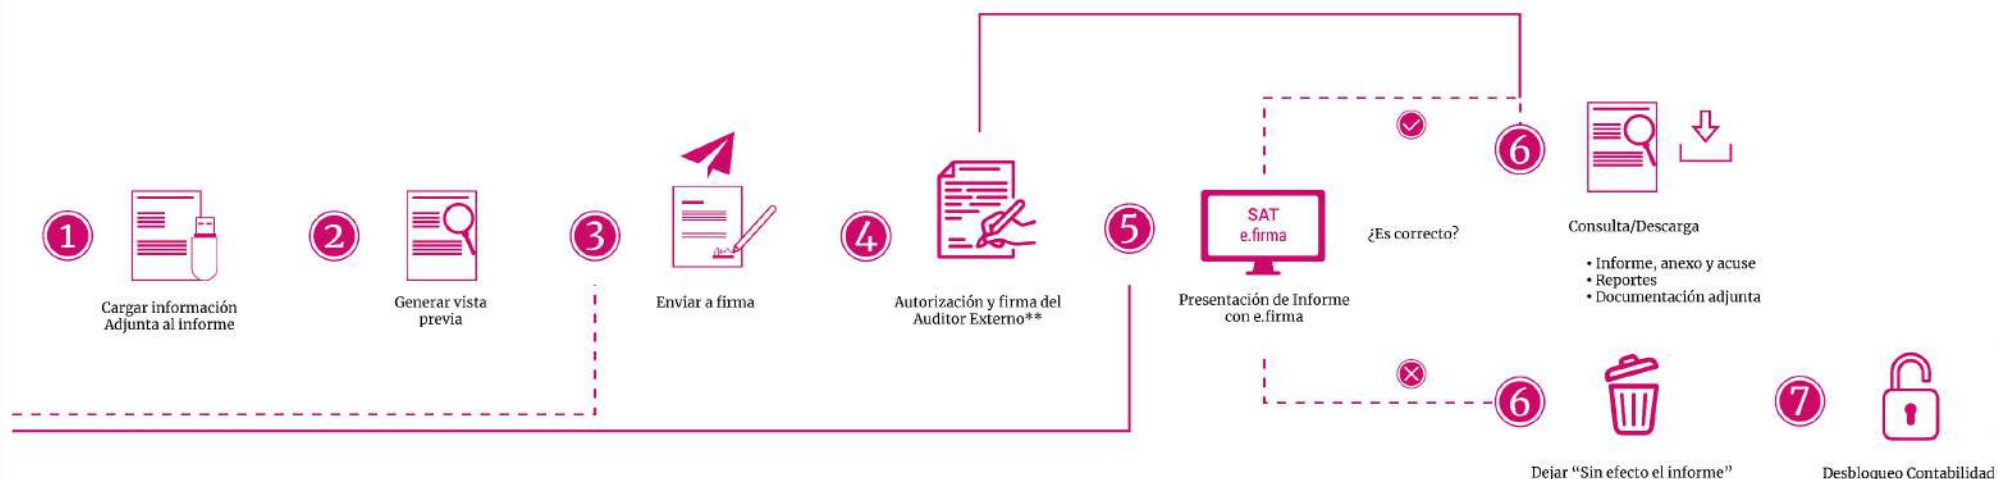 1
Cargar información
Adjunta al informe
2
Generar vista
previa
3
Enviar a firma
4
Autorización y firma del
Auditor Externo**
5
SAT
e.firma
Presentación de Informe
con e.firma
¿Es correcto?
6
Consulta/Descarga
• Informe, anexo y acuse
• Reportes
• Documentación adjunta
6
Dejar “Sin efecto el informe”
7
Desbloqueo Contabilidad